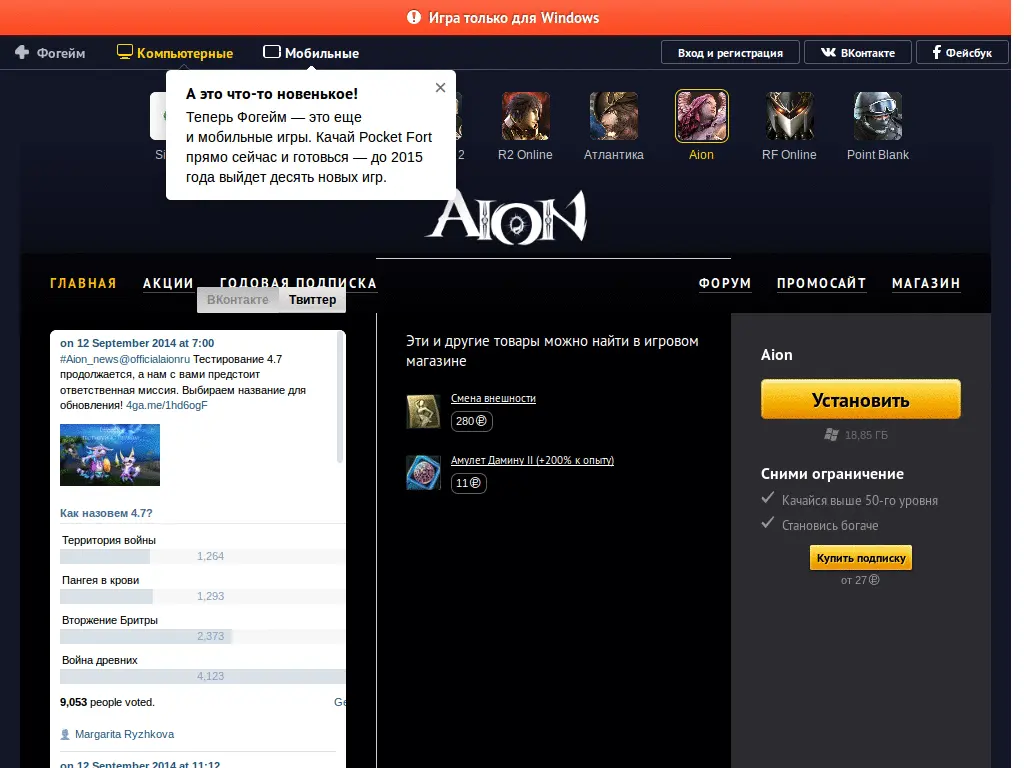 Игра только для Windows
Фогейм
Компьютерные
Мобильные
Вход и регистрация
ВКонтакте
Фейсбук
А это что-то новенькое!
Теперь Фогейм — это еще
и мобильные игры. Качай Pocket Fort
прямо сейчас и готовься — до 2015
года выйдет десять новых игр.
Si
2
R2 Online
Атлантика
Aion
RF Online
Point Blank
AION
ГЛАВНАЯ
АКЦИИ
ГОДОВАЯ ПОДПИСКА
ФОРУМ
ПРОМОСАЙТ
МАГАЗИН
ВКонтакте
Твиттер
on 12 September 2014 at 7:00
#Aion_news@officialaionru Тестирование 4.7
продолжается, а нам с вами предстоит
ответственная миссия. Выбираем название для
обновления! 4ga.me/1hd6ogF
Как назовем 4.7?
Территория войны
1,264
Пангея в крови
1,293
Вторжение Бритры
2,373
Война древних
4,123
9,053 people voted.
Ge
Margarita Ryzhkova
on 12 September 2014 at 11:12
Эти и другие товары можно найти в игровом
магазине
Смена внешности
280 ₽
Амулет Дамину II (+200% к опыту)
11 ₽
Aion
Установить
18,85 ГБ
Сними ограничение
Качайся выше 50-го уровня
Становись богаче
Купить подписку
от 27 ₽